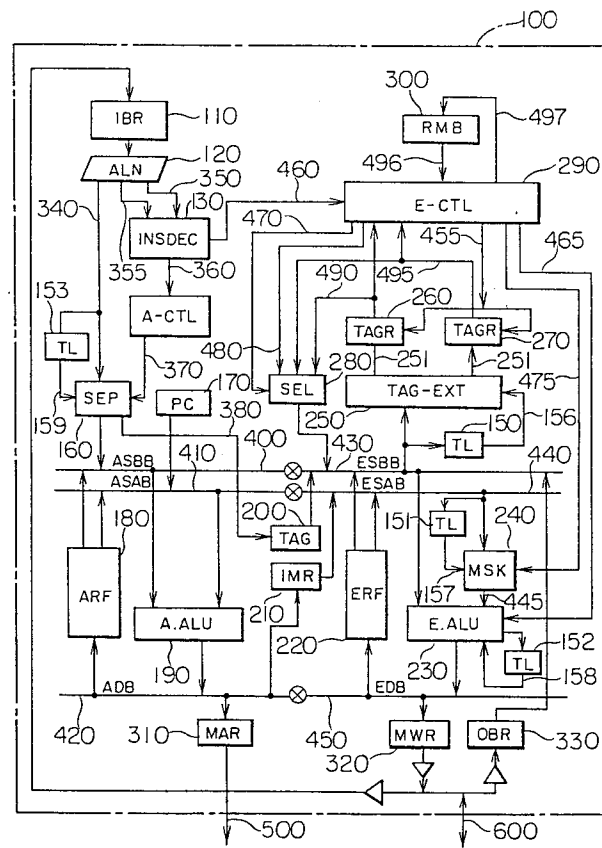 100
IBR
110
300
RMB
497
496
120
ALN
350
460
290
E-CTL
340
130
355
INSDEC
360
470
455
465
490
495
260
153
A-CTL
TAGR
TAGR
270
TL
480
251
251
370
170
280
475
SEL
TAG-EXT
159
SEP
PC
380
250
150
156
160
410
400
430
TL
440
ASBB
ESBB
ASAB
ESAB
180
200
TAG
151
TL
240
IMR
MSK
ARF
210
ERF
157
445
A.ALU
E.ALU
152
190
220
230
TL
158
ADB
EDB
420
310
MAR
450
320
MWR
OBR
330
500
600